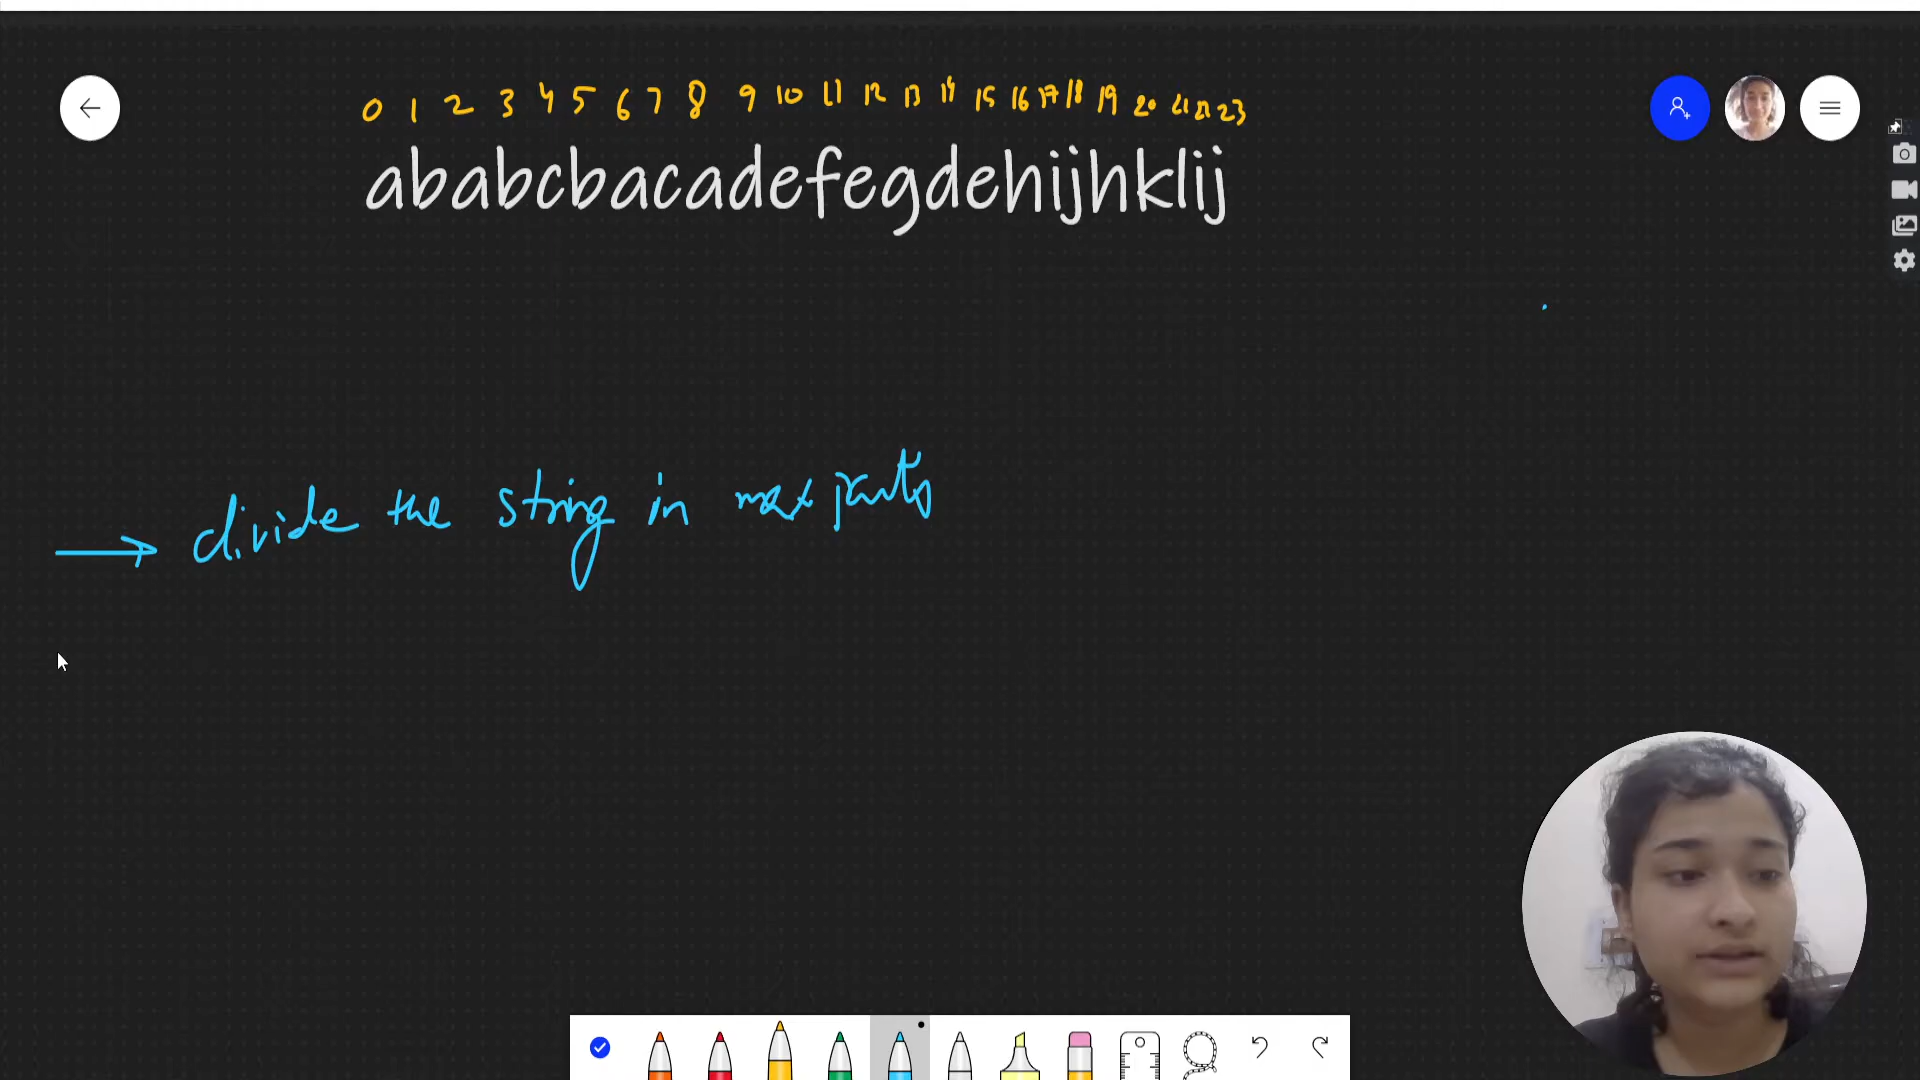 0 1 2 3 4 5 6 7 8 9 10 11 12 13 14 15 16 17 18 19 20 21 22 23
ababcbacadefegdehijhklij
→ divide the string in max parts